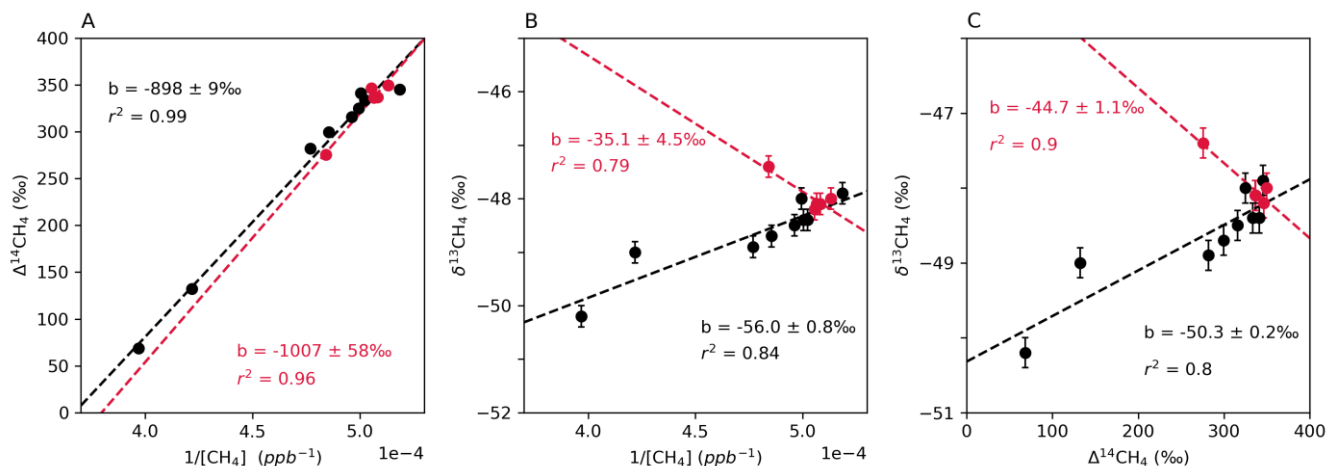 A
Δ¹⁴CH₄ (‰)
400
350
300
250
200
150
100
50
0
b = -898 ± 9‰
r² = 0.99
b = -1007 ± 58‰
r² = 0.96
4.0
4.5
5.0
1/[CH₄] (ppb⁻¹)
1e−4
B
δ¹³CH₄ (‰)
−46
−48
−50
−52
b = -35.1 ± 4.5‰
r² = 0.79
b = -56.0 ± 0.8‰
r² = 0.84
4.0
4.5
5.0
1/[CH₄] (ppb⁻¹)
1e−4
C
δ¹³CH₄ (‰)
−47
−49
−51
b = -44.7 ± 1.1‰
r² = 0.9
b = -50.3 ± 0.2‰
r² = 0.8
0
100
200
300
400
Δ¹⁴CH₄ (‰)